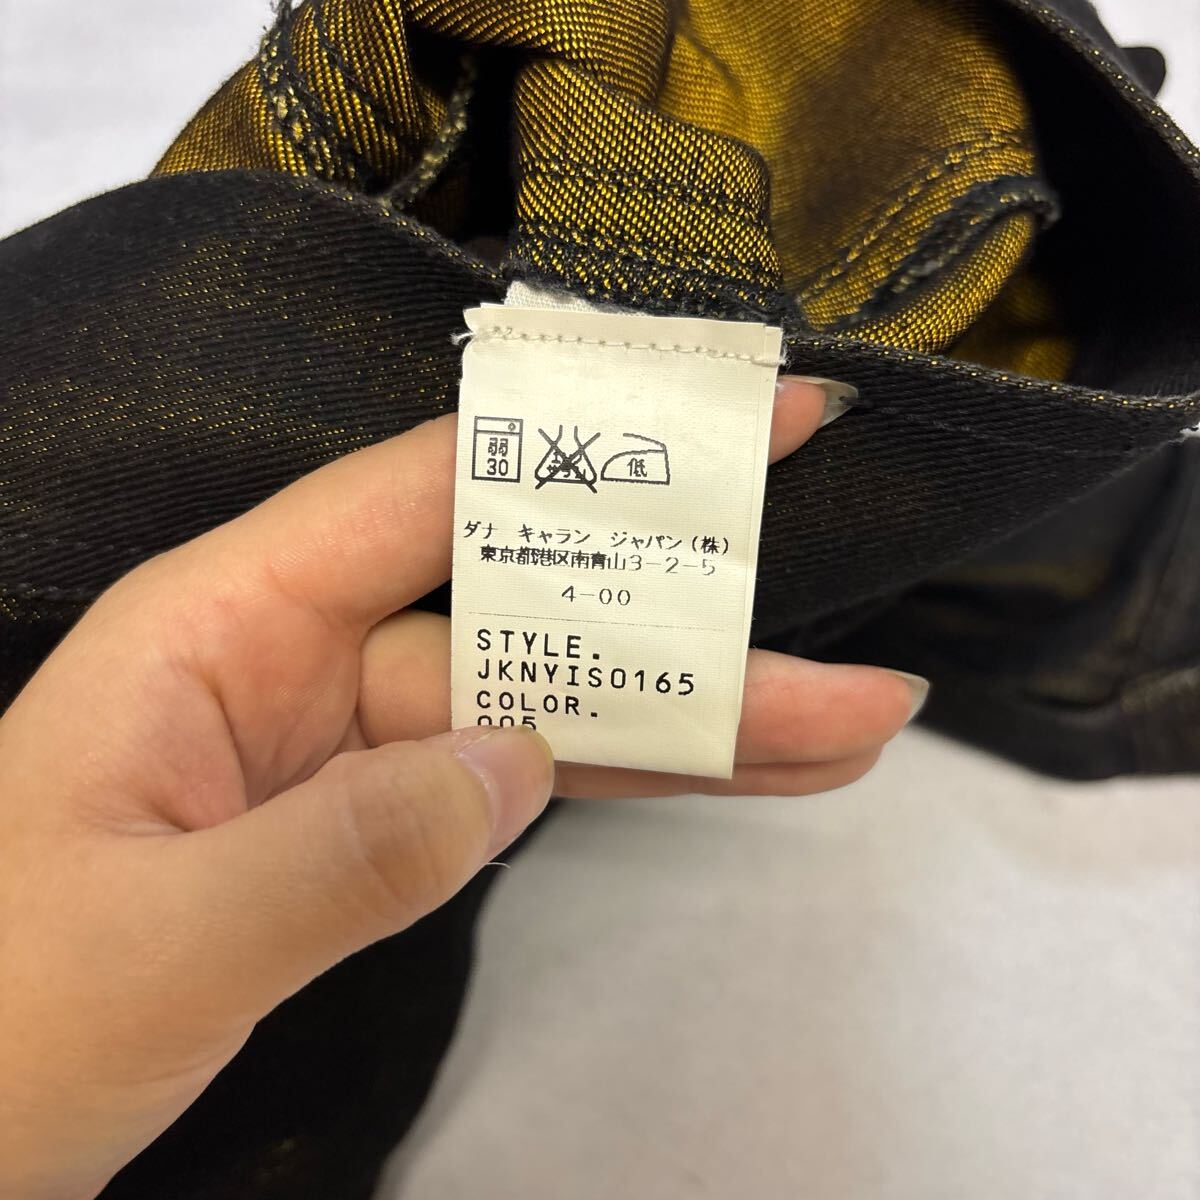 弱
30
低
ダナ キャラン ジャパン(株)
東京都港区南青山3-2-5
4-00
STYLE.
JKNYIS0165
COLOR.
005